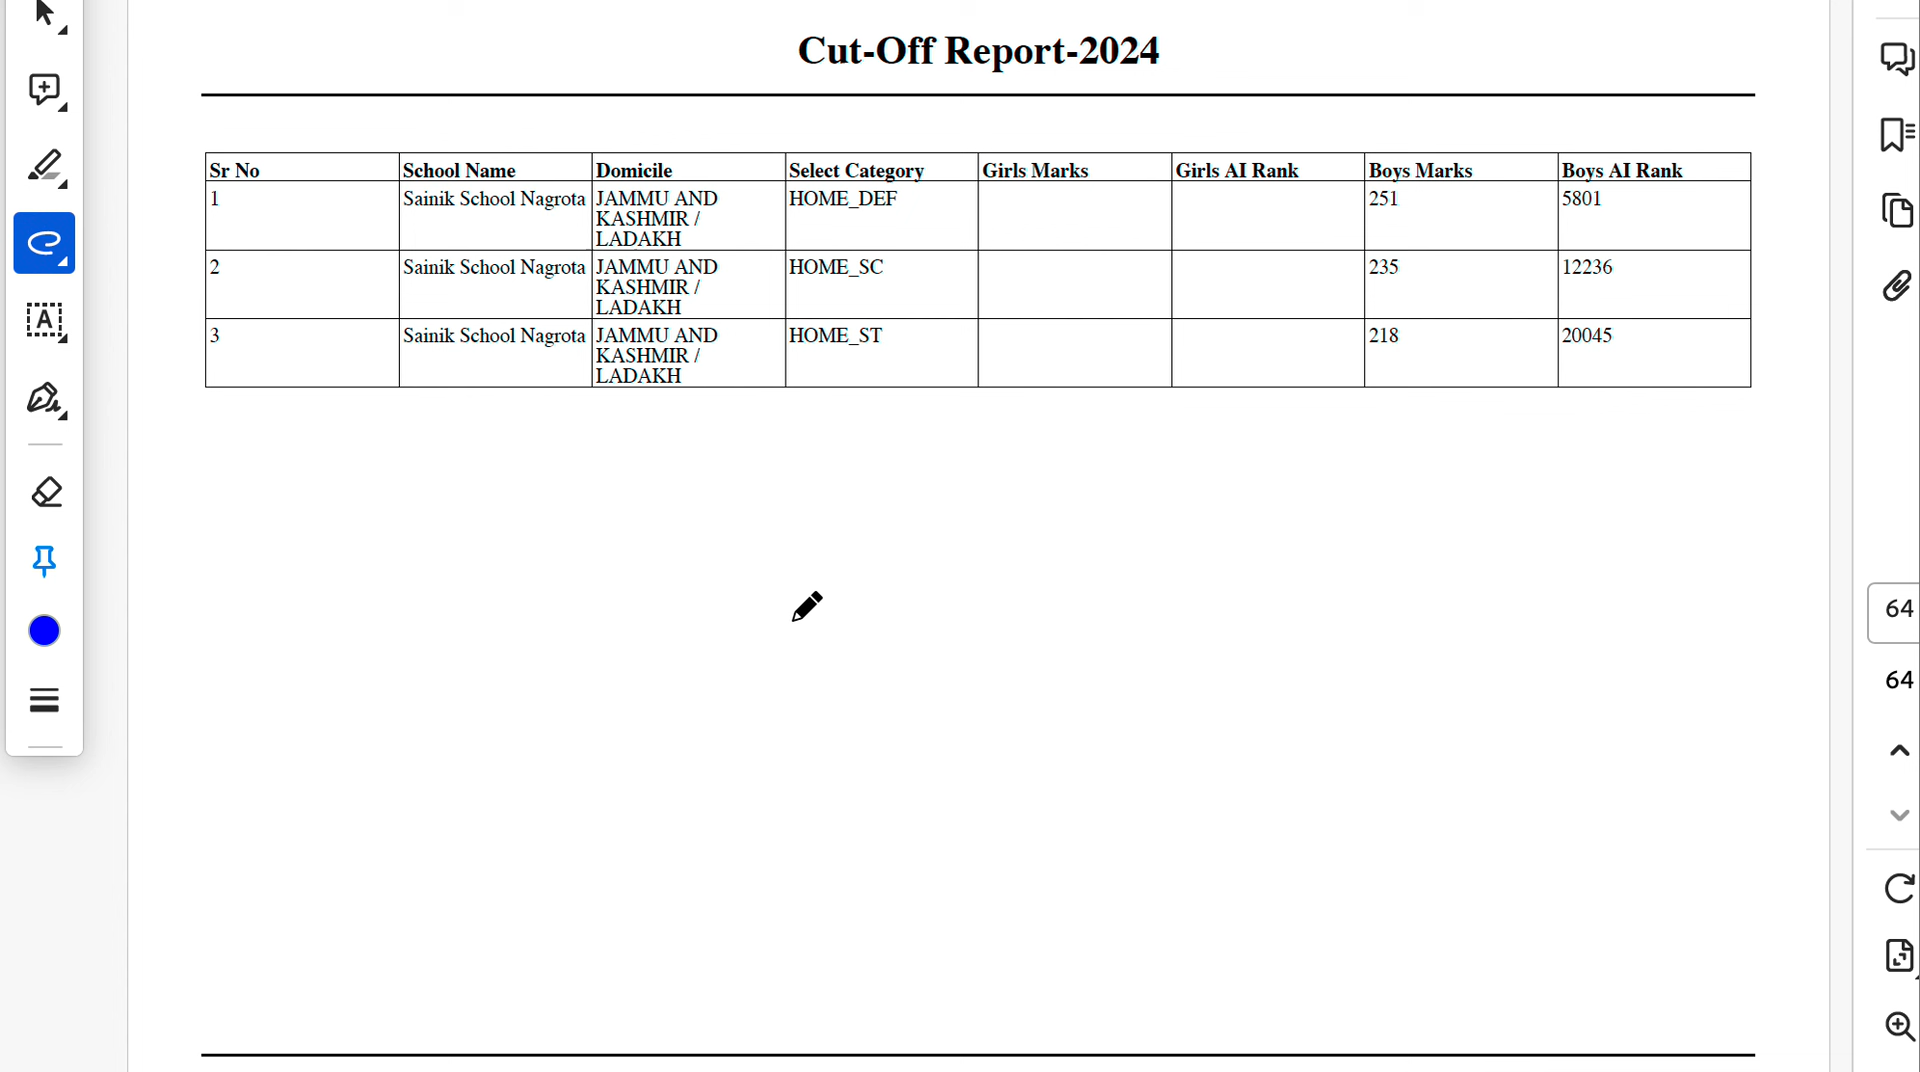 Cut-Off Report-2024
Sr No School Name Domicile Select Category Girls Marks Girls AI Rank Boys Marks Boys AI Rank
1 Sainik School Nagrota JAMMU AND HOME_DEF 251 5801
KASHMIR /
LADAKH
2 Sainik School Nagrota JAMMU AND HOME_SC 235 12236
KASHMIR /
LADAKH
3 Sainik School Nagrota JAMMU AND HOME_ST 218 20045
KASHMIR /
LADAKH
A
64
64